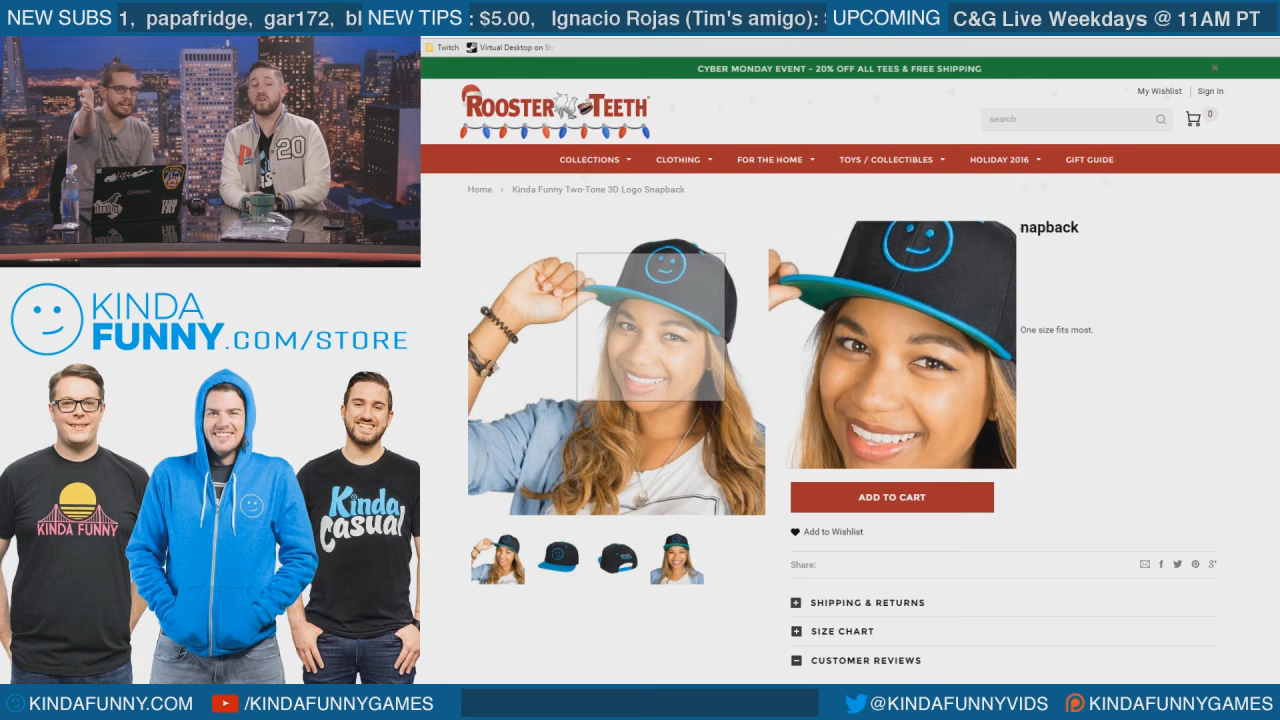 NEW SUBS 1, papafridge, gar172, bl NEW TIPS : $5.00, Ignacio Rojas (Tim's amigo): UPCOMING C&G Live Weekdays @ 11AM PT
Twitch Virtual Desktop on
CYBER MONDAY EVENT - 20% OFF ALL TEES & FREE SHIPPING
My Wishlist Sign In
ROOSTER TEETH
search
0
COLLECTIONS CLOTHING FOR THE HOME TOYS / COLLECTIBLES HOLIDAY 2016 GIFT GUIDE
Home › Kinda Funny Two-Tone 3D Logo Snapback
20
napback
One size fits most.
KINDA
FUNNY.COM/STORE
KINDA FUNNY
Kinda
Casual
ADD TO CART
Add to Wishlist
Share:
SHIPPING & RETURNS
SIZE CHART
CUSTOMER REVIEWS
KINDAFUNNY.COM /KINDAFUNNYGAMES @KINDAFUNNYVIDS KINDAFUNNYGAMES